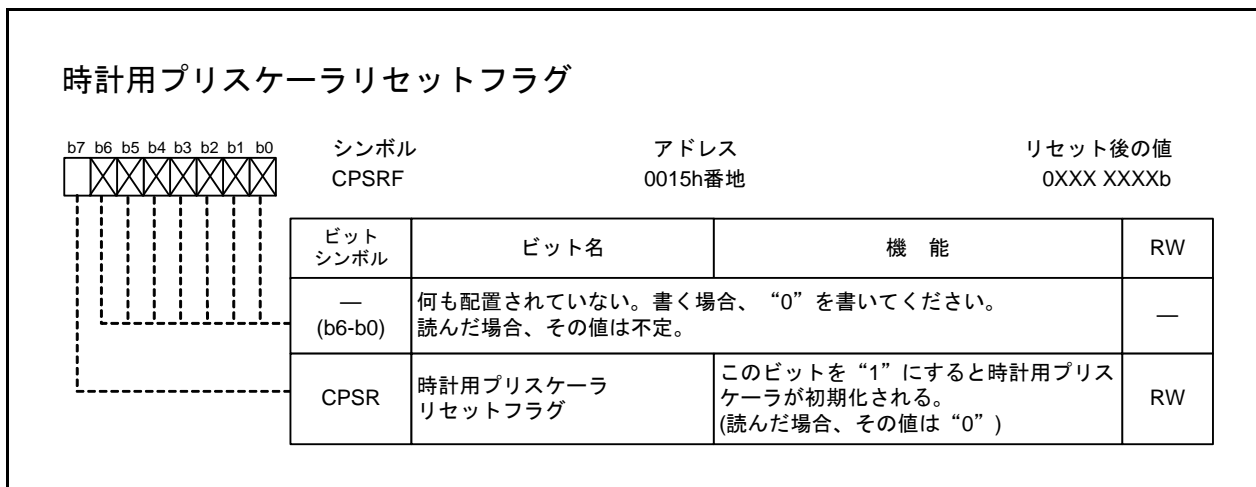 時計用プリスケーラリセットフラグ
b7 b6 b5 b4 b3 b2 b1 b0
シンボル アドレス リセット後の値
CPSRF 0015h番地 0XXX XXXXb
ビット
シンボル
ビット名
機 能
RW
—
(b6-b0)
何も配置されていない。書く場合、“0”を書いてください。
読んだ場合、その値は不定。
—
CPSR
時計用プリスケーラ
リセットフラグ
このビットを“1”にすると時計用プリス
ケーラが初期化される。
(読んだ場合、その値は“0”)
RW